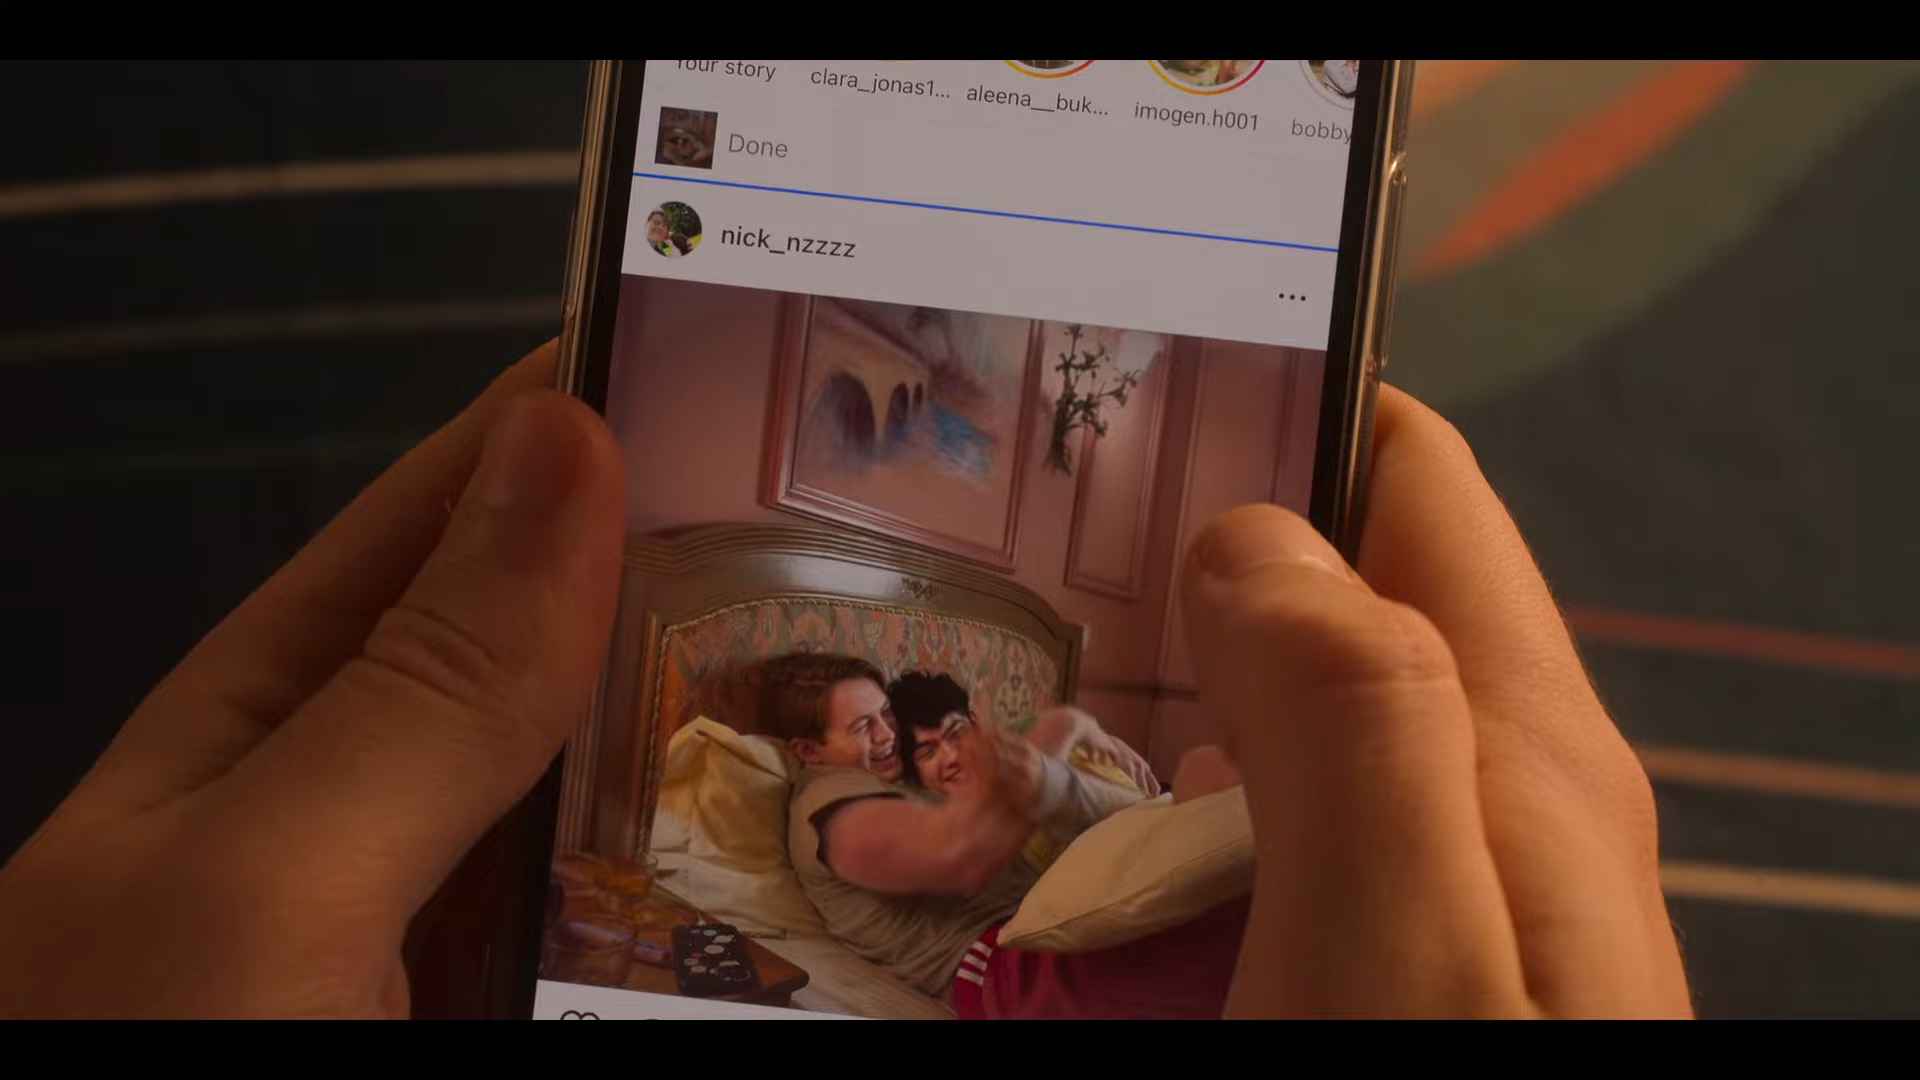 Your story
clara_jonas1...
aleena__buk...
imogen.h001
bobby
Done
nick_nzzzz